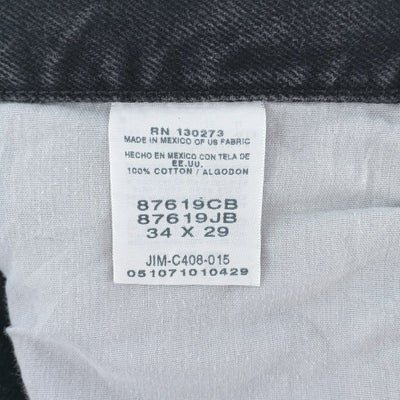 RN 130273
MADE IN MEXICO OF US FABRIC
HECHO EN MEXICO CON TELA DE
EE.UU.
100% COTTON / ALGODON
87619CB
87619JB
34 X 29
JIM-C408-015
051071010429